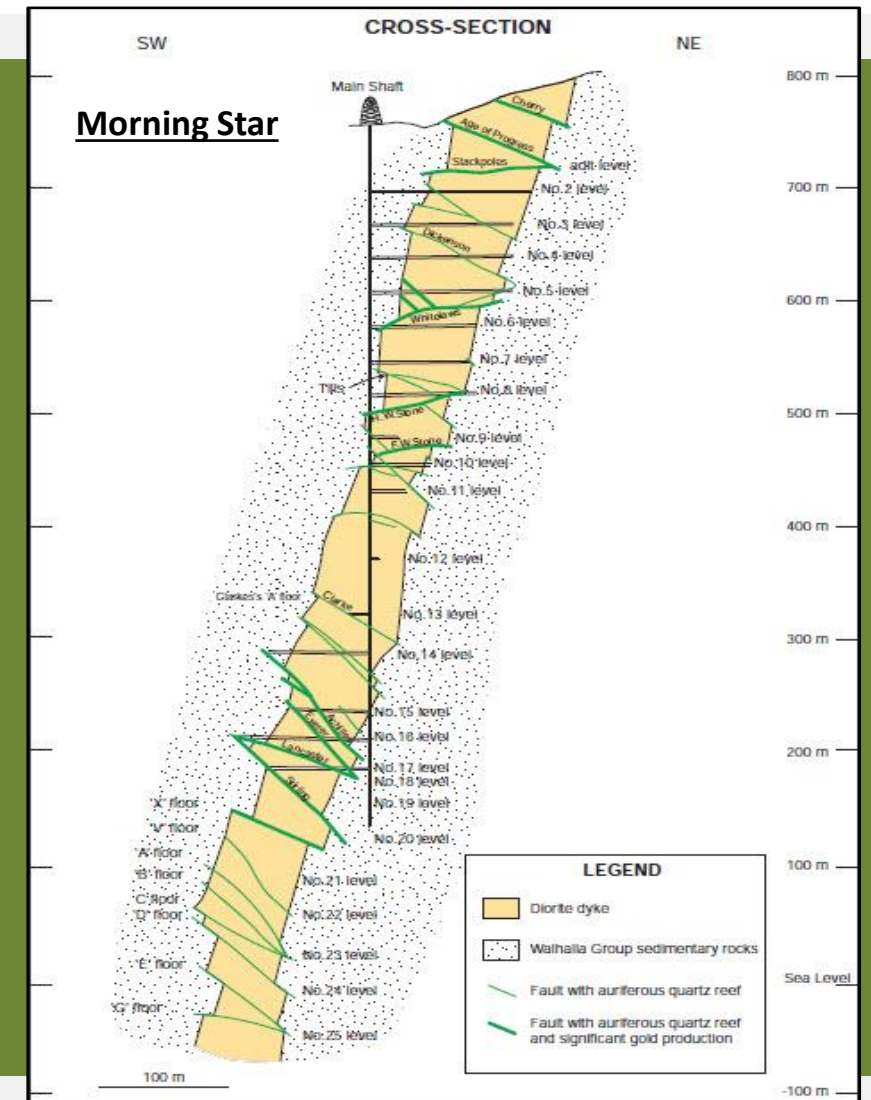 CROSS-SECTION
SW
NE
Morning Star
Main Shaft
800 m
Cherry
Age of Progress
Stackpoles
adit level
700 m
No.2 level
No.3 level
Dickenson
No.4 level
No.5 level
600 m
Whitelaws
No.6 level
No.7 level
No.8 level
500 m
H.W.Stone
No.9 level
F.W.Stone
No.10 level
No.11 level
400 m
No.12 level
'A' floor
Clarke
No.13 level
300 m
No.14 level
No.15 level
No.16 level
200 m
No.17 level
No.18 level
'X' floor
No.19 level
'V' floor
No.20 level
'A' floor
100 m
'B' floor
No.21 level
'C' floor
'D' floor
No.22 level
No.23 level
'E' floor
Sea Level
No.24 level
'G' floor
No.25 level
100 m
-100 m
LEGEND
Diorite dyke
Walhalla Group sedimentary rocks
Fault with auriferous quartz reef
Fault with auriferous quartz reef
and significant gold production